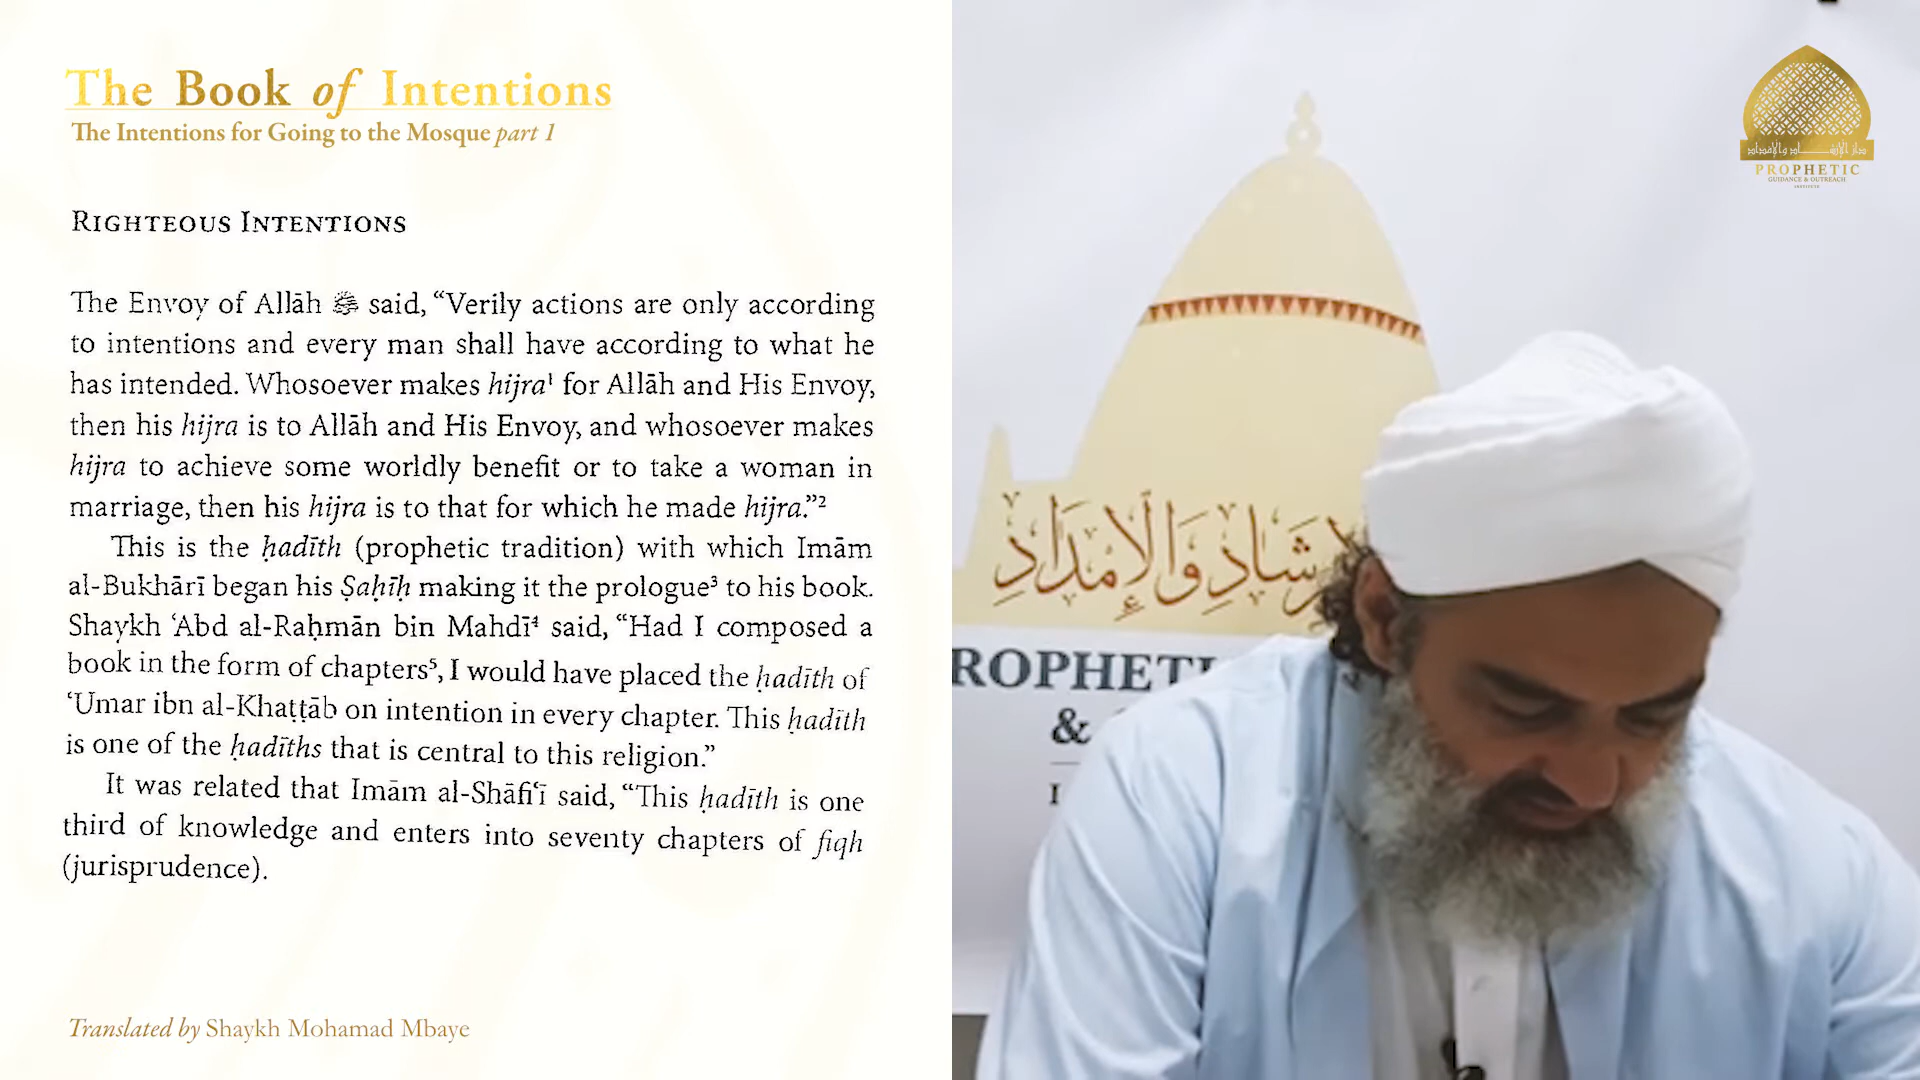 The Book of Intentions
The Intentions for Going to the Mosque part 1
RIGHTEOUS INTENTIONS
The Envoy of Allāh ﷺ said, “Verily actions are only according
to intentions and every man shall have according to what he
has intended. Whosoever makes hijra¹ for Allāh and His Envoy,
then his hijra is to Allāh and His Envoy, and whosoever makes
hijra to achieve some worldly benefit or to take a woman in
marriage, then his hijra is to that for which he made hijra.”²
This is the ḥadīth (prophetic tradition) with which Imām
al-Bukhārī began his Ṣaḥīḥ making it the prologue³ to his book.
Shaykh ‘Abd al-Raḥmān bin Mahdī⁴ said, “Had I composed a
book in the form of chapters⁵, I would have placed the ḥadīth of
‘Umar ibn al-Khaṭṭāb on intention in every chapter. This ḥadīth
is one of the ḥadīths that is central to this religion.”
It was related that Imām al-Shāfi‘ī said, “This ḥadīth is one
third of knowledge and enters into seventy chapters of fiqh
(jurisprudence).
Translated by Shaykh Mohamad Mbaye
دار الإرشاد والإمداد
PROPHETIC
GUIDANCE & OUTREACH
INSTITUTE
رشَادِ وَالْإِمْدَادِ
ROPHETI
&
I